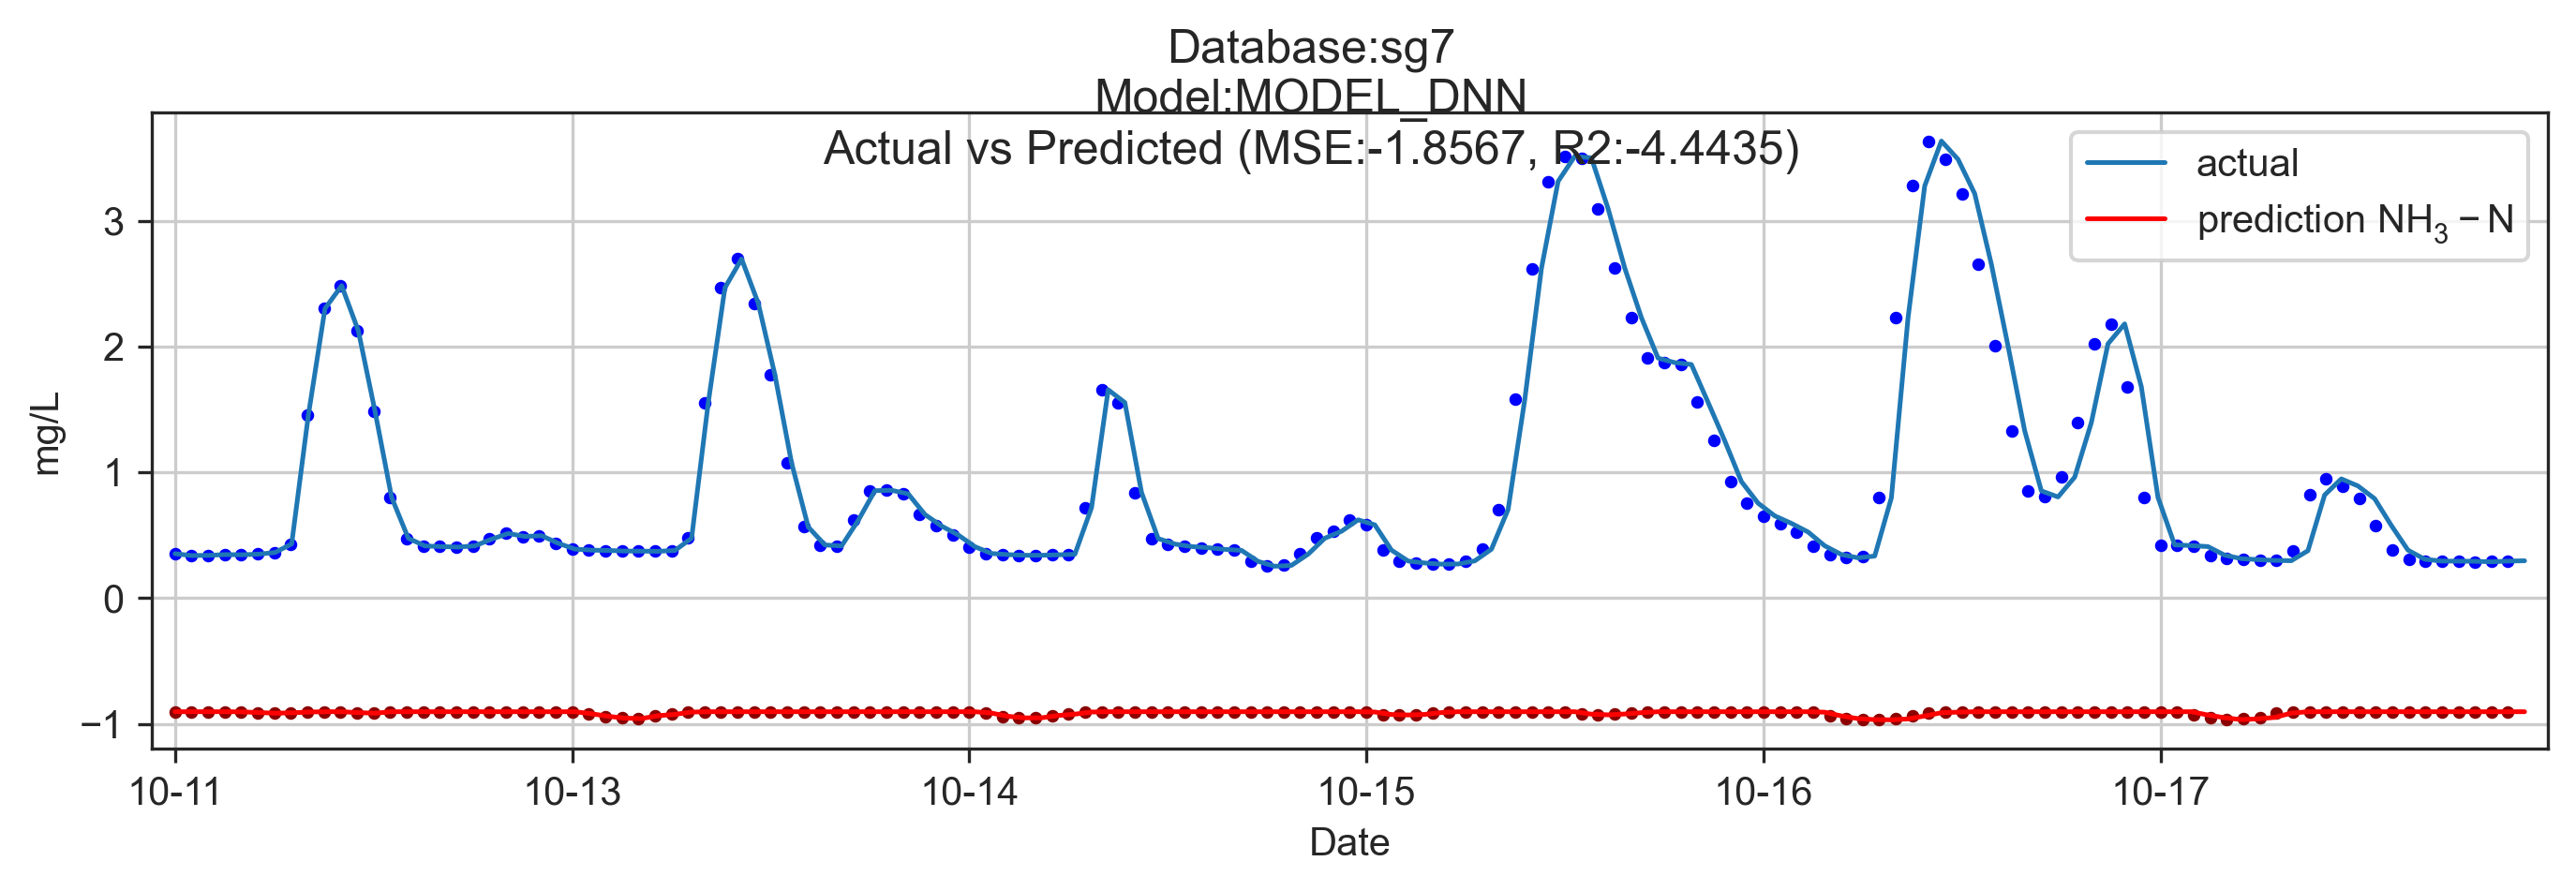 Database:sg7
Model:MODEL_DNN
Actual vs Predicted (MSE:-1.8567, R2:-4.4435)
actual
prediction NH₃ − N
mg/L
3
2
1
0
−1
10-11
10-13
10-14
10-15
10-16
10-17
Date